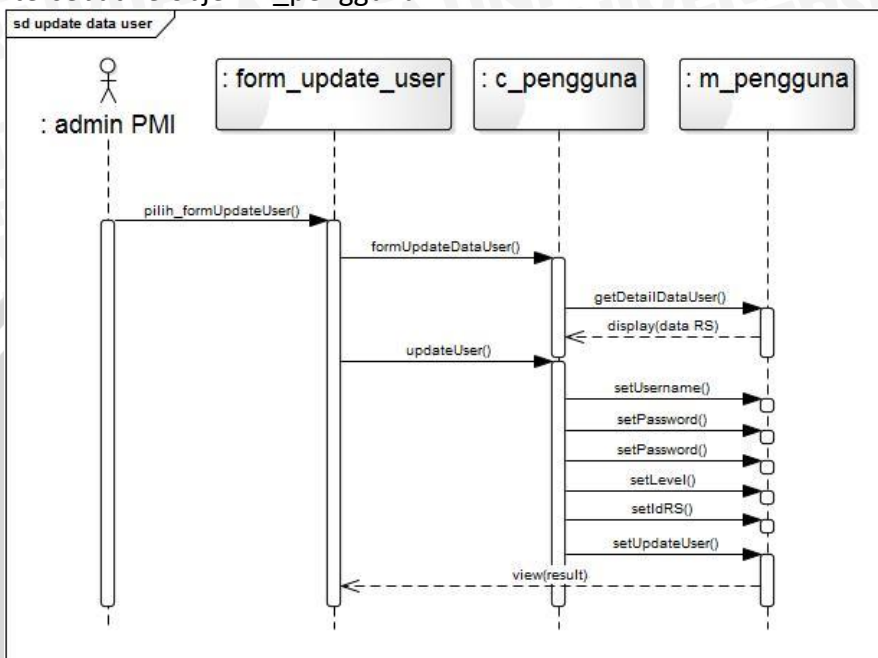 sd update data user
: admin PMI
: form_update_user
: c_pengguna
: m_pengguna
pilih_formUpdateUser()
formUpdateDataUser()
getDetailDataUser()
display(data RS)
updateUser()
setUsername()
setPassword()
setPassword()
setLevel()
setIdRS()
setUpdateUser()
view(result)